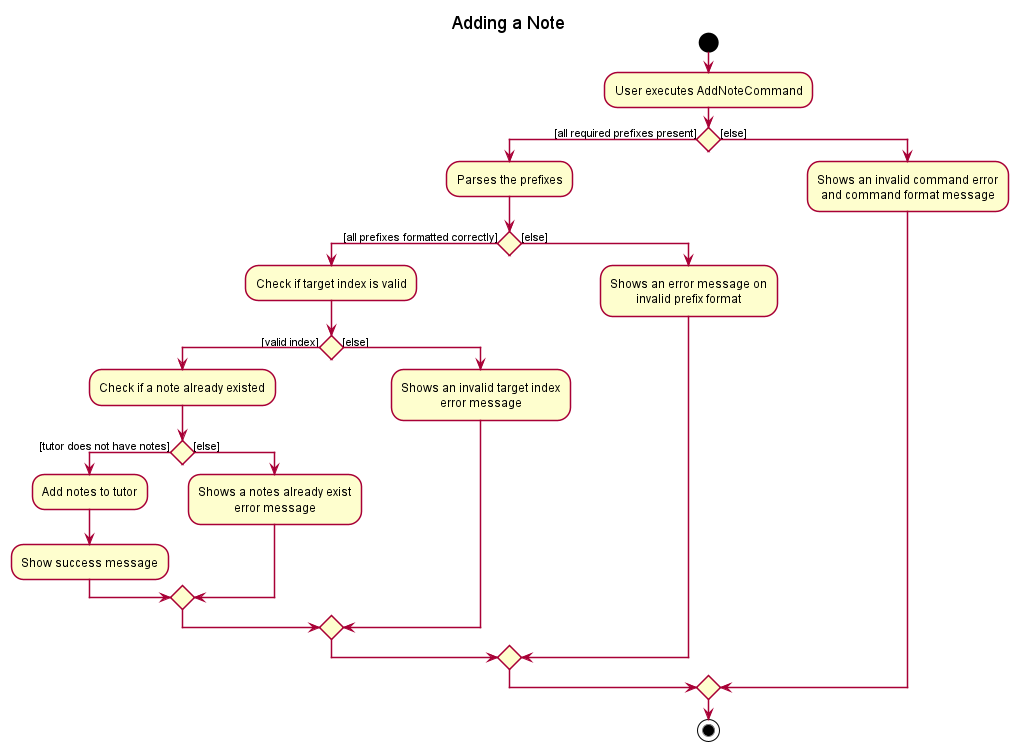 Adding a Note
User executes AddNoteCommand
[all required prefixes present]
[else]
Parses the prefixes
Shows an invalid command error
and command format message
[all prefixes formatted correctly]
[else]
Check if target index is valid
Shows an error message on
invalid prefix format
[valid index]
[else]
Check if a note already existed
Shows an invalid target index
error message
[tutor does not have notes]
[else]
Add notes to tutor
Shows a notes already exist
error message
Show success message